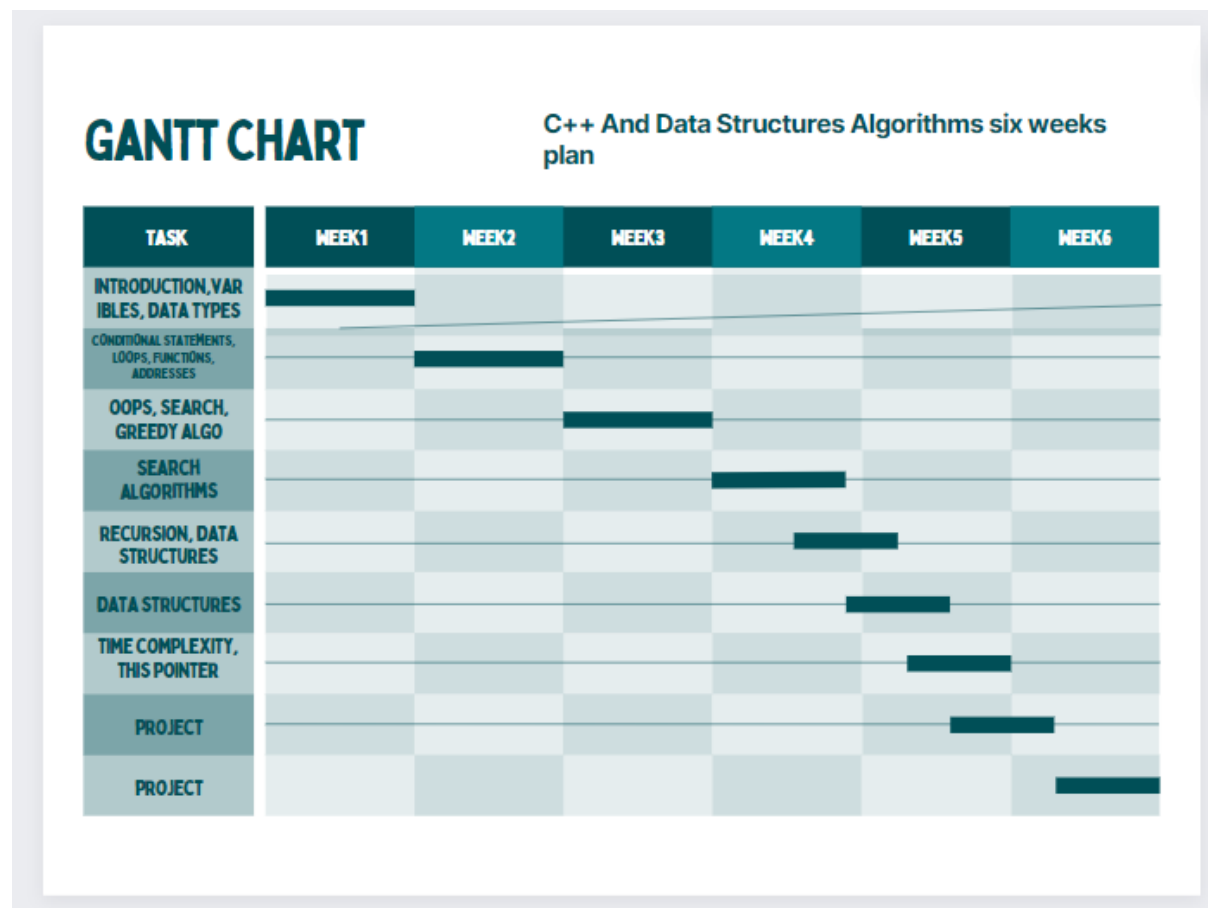 GANTT CHART
C++ And Data Structures Algorithms six weeks
plan
TASK
WEEK1
WEEK2
WEEK3
WEEK4
WEEK5
WEEK6
INTRODUCTION,VAR
IBLES, DATA TYPES
CONDITIONAL STATEMENTS,
LOOPS, FUNCTIONS,
ADDRESSES
OOPS, SEARCH,
GREEDY ALGO
SEARCH
ALGORITHMS
RECURSION, DATA
STRUCTURES
DATA STRUCTURES
TIME COMPLEXITY,
THIS POINTER
PROJECT
PROJECT